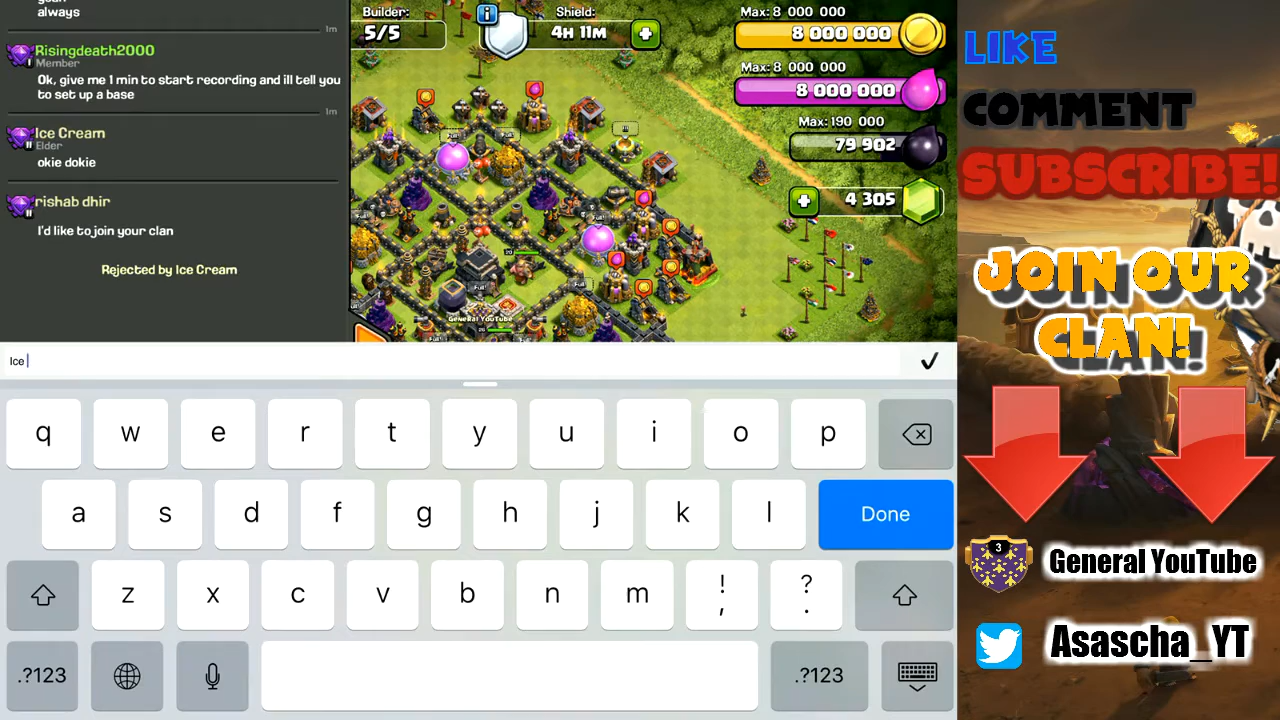 always
1m
Risingdeath2000
Member
Ok, give me 1 min to start recording and ill tell you
to set up a base
1m
Ice Cream
Elder
okie dokie
rishab dhir
I'd like to join your clan
Rejected by Ice Cream
Builder:
5/5
Shield:
4h 11m
Max: 8 000 000
8 000 000
Max: 8 000 000
8 000 000
Max: 190 000
79 902
4 305
General YouTube
Ice
q w e r t y u i o p
a s d f g h j k l Done
z x c v b n m ! , ? .
.?123 .?123
LIKE
COMMENT
SUBSCRIBE!
JOIN OUR
CLAN!
3
General YouTube
Asascha_YT